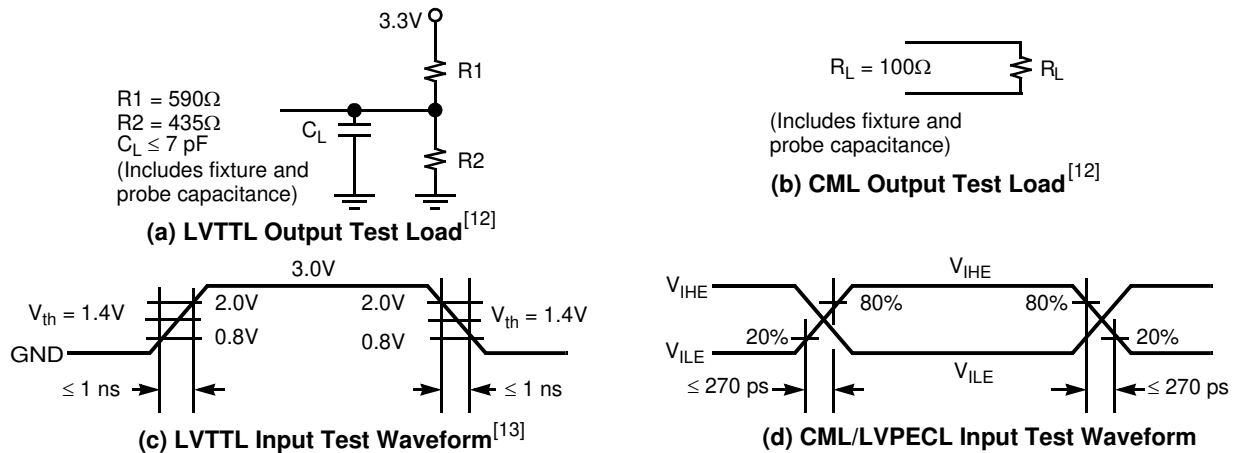 3.3V
R1
R1 = 590Ω
R2 = 435Ω
C_L ≤ 7 pF
(Includes fixture and
probe capacitance)
C_L
R2
(a) LVTTL Output Test Load[12]
R_L = 100Ω
R_L
(Includes fixture and
probe capacitance)
(b) CML Output Test Load[12]
3.0V
V_th = 1.4V
2.0V
0.8V
2.0V
0.8V
V_th = 1.4V
GND
≤ 1 ns
≤ 1 ns
(c) LVTTL Input Test Waveform[13]
V_IHE
V_IHE
80%
80%
20%
20%
V_ILE
V_ILE
≤ 270 ps
≤ 270 ps
(d) CML/LVPECL Input Test Waveform